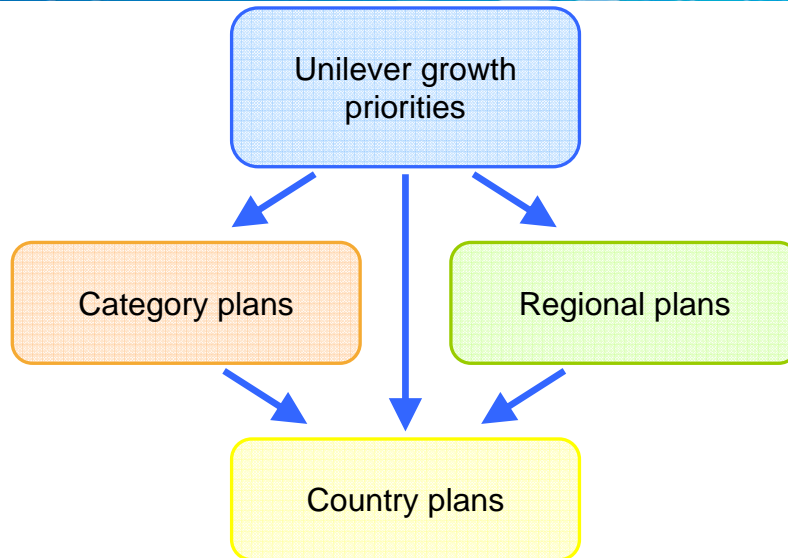 Unilever growth
priorities
Category plans
Regional plans
Country plans